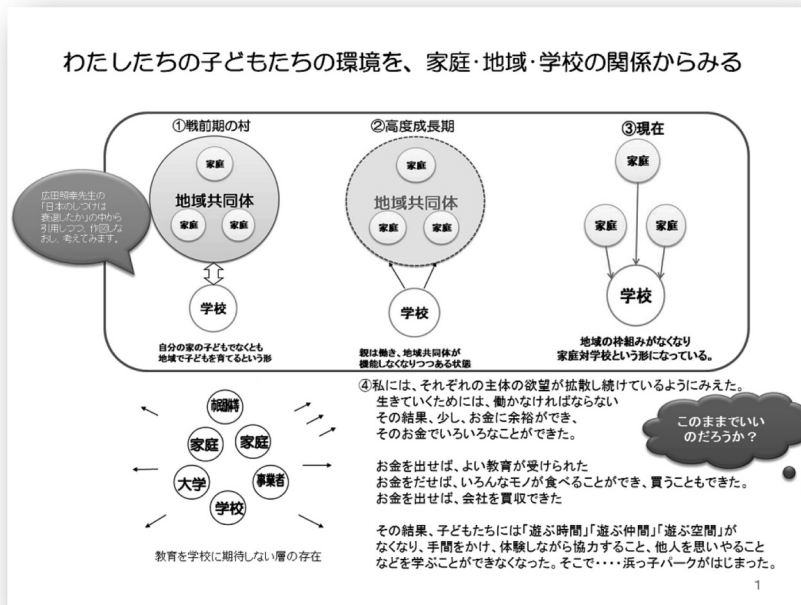 わたしたちの子どもたちの環境を、家庭・地域・学校の関係からみる
①戦前期の村
家庭
地域共同体
家庭
家庭
学校
自分の家の子どもでなくとも
地域で子どもを育てるという形
広田照幸先生の
「日本のしつけは
衰退したか」の中から
引用しつつ、作図しな
おし、考えてみます。
②高度成長期
家庭
地域共同体
家庭
家庭
学校
親は働き、地域共同体が
機能しなくなりつつある状態
③現在
家庭
家庭
家庭
学校
地域の枠組みがなくなり
家庭対学校という形になっている。
家庭
家庭
大学
事業者
学校
教育を学校に期待しない層の存在
④私には、それぞれの主体の欲望が拡散し続けているようにみえた。
生きていくためには、働かなければならない
その結果、少し、お金に余裕ができ、
そのお金でいろいろなことができた。
お金を出せば、よい教育が受けられた
お金をだせば、いろんなモノが食べることができ、買うこともできた。
お金を出せば、会社を買収できた
その結果、子どもたちには「遊ぶ時間」「遊ぶ仲間」「遊ぶ空間」が
なくなり、手間をかけ、体験しながら協力すること、他人を思いやること
などを学ぶことができなくなった。そこで・・・・浜っ子パークがはじまった。
このままでいい
のだろうか？
1